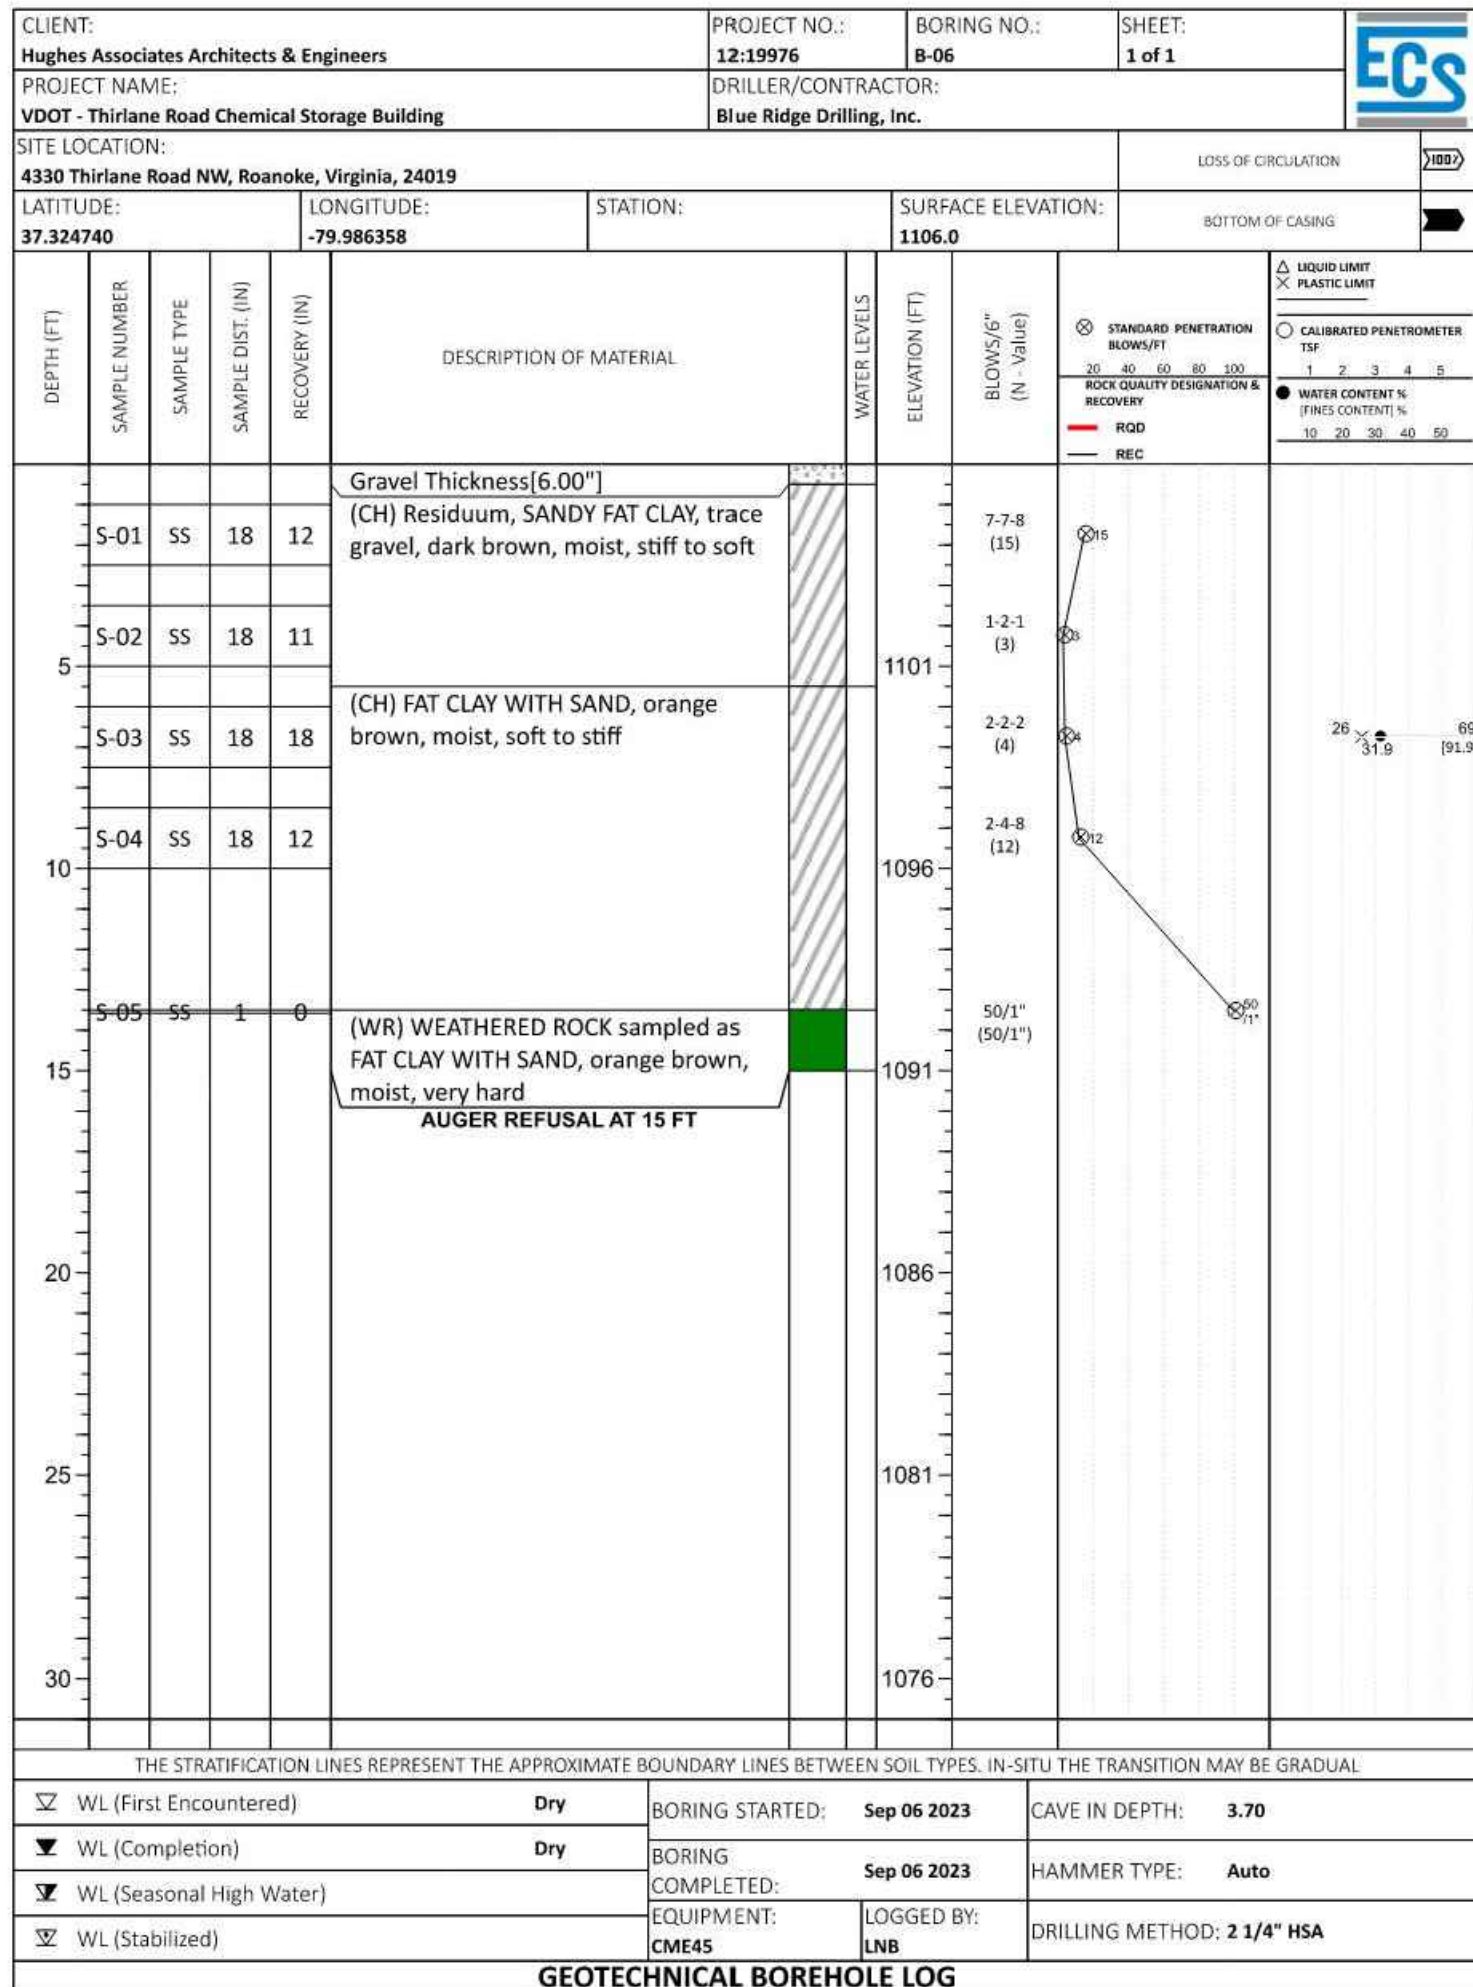 CLIENT:
Hughes Associates Architects & Engineers
PROJECT NO.:
12:19976
BORING NO.:
B-06
SHEET:
1 of 1
ECS
PROJECT NAME:
VDOT - Thirlane Road Chemical Storage Building
DRILLER/CONTRACTOR:
Blue Ridge Drilling, Inc.
SITE LOCATION:
4330 Thirlane Road NW, Roanoke, Virginia, 24019
LOSS OF CIRCULATION
LATITUDE:
37.324740
LONGITUDE:
-79.986358
STATION:
SURFACE ELEVATION:
1106.0
BOTTOM OF CASING
DEPTH (FT)
SAMPLE NUMBER
SAMPLE TYPE
SAMPLE DIST. (IN)
RECOVERY (IN)
DESCRIPTION OF MATERIAL
WATER LEVELS
ELEVATION (FT)
BLOWS/6"
(N - Value)
STANDARD PENETRATION
BLOWS/FT
20 40 60 80 100
ROCK QUALITY DESIGNATION &
RECOVERY
RQD
REC
LIQUID LIMIT
PLASTIC LIMIT
CALIBRATED PENETROMETER
TSF
1 2 3 4 5
WATER CONTENT %
[FINES CONTENT] %
10 20 30 40 50
Gravel Thickness[6.00"]
(CH) Residuum, SANDY FAT CLAY, trace
gravel, dark brown, moist, stiff to soft
S-01 SS 18 12
7-7-8
(15)
15
S-02 SS 18 11
1-2-1
(3)
3
5
1101
(CH) FAT CLAY WITH SAND, orange
brown, moist, soft to stiff
S-03 SS 18 18
2-2-2
(4)
4
26
31.9
69
[91.9
S-04 SS 18 12
2-4-8
(12)
12
10
1096
S-05 SS 1 0
50/1"
(50/1")
50
/1"
(WR) WEATHERED ROCK sampled as
FAT CLAY WITH SAND, orange brown,
moist, very hard
15
1091
AUGER REFUSAL AT 15 FT
20
1086
25
1081
30
1076
THE STRATIFICATION LINES REPRESENT THE APPROXIMATE BOUNDARY LINES BETWEEN SOIL TYPES. IN-SITU THE TRANSITION MAY BE GRADUAL
WL (First Encountered) Dry
BORING STARTED: Sep 06 2023
CAVE IN DEPTH: 3.70
WL (Completion) Dry
BORING
COMPLETED: Sep 06 2023
HAMMER TYPE: Auto
WL (Seasonal High Water)
EQUIPMENT:
CME45
LOGGED BY:
LNB
DRILLING METHOD: 2 1/4" HSA
WL (Stabilized)
GEOTECHNICAL BOREHOLE LOG